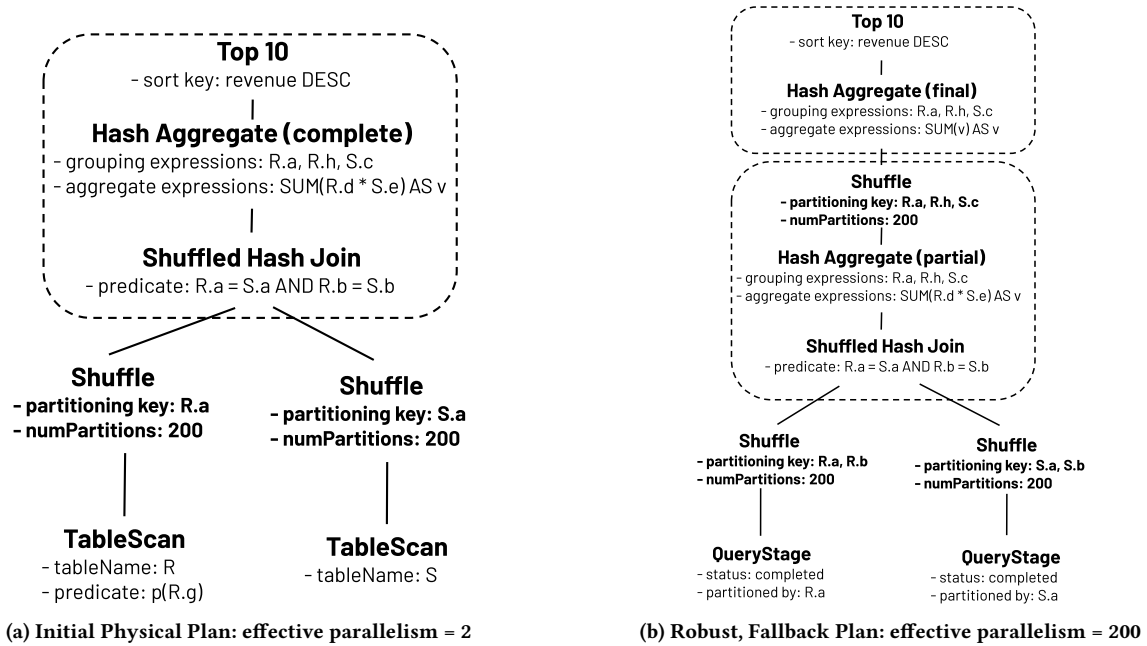 Top 10
- sort key: revenue DESC
Hash Aggregate (complete)
- grouping expressions: R.a, R.h, S.c
- aggregate expressions: SUM(R.d * S.e) AS v
Shuffled Hash Join
- predicate: R.a = S.a AND R.b = S.b
Shuffle
- partitioning key: R.a
- numPartitions: 200
Shuffle
- partitioning key: S.a
- numPartitions: 200
TableScan
- tableName: R
- predicate: p(R.g)
TableScan
- tableName: S
(a) Initial Physical Plan: effective parallelism = 2
Top 10
- sort key: revenue DESC
Hash Aggregate (final)
- grouping expressions: R.a, R.h, S.c
- aggregate expressions: SUM(v) AS v
Shuffle
- partitioning key: R.a, R.h, S.c
- numPartitions: 200
Hash Aggregate (partial)
- grouping expressions: R.a, R.h, S.c
- aggregate expressions: SUM(R.d * S.e) AS v
Shuffled Hash Join
- predicate: R.a = S.a AND R.b = S.b
Shuffle
- partitioning key: R.a, R.b
- numPartitions: 200
Shuffle
- partitioning key: S.a, S.b
- numPartitions: 200
QueryStage
- status: completed
- partitioned by: R.a
QueryStage
- status: completed
- partitioned by: S.a
(b) Robust, Fallback Plan: effective parallelism = 200